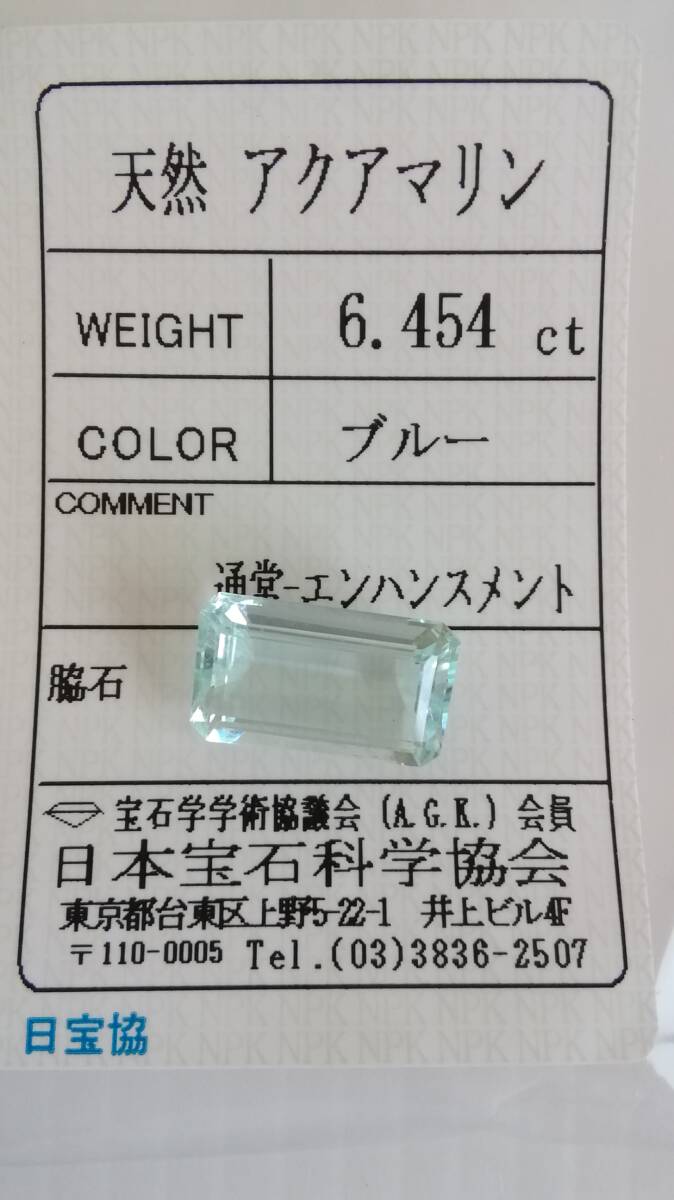 天然 アクアマリン
WEIGHT 6.454 ct
COLOR ブルー
COMMENT
通堂-エンハンスメント
脇石
宝石学学術協議会 (A.G.K.) 会員
日本宝石科学協会
東京都台東区上野5-22-1 井上ビル4F
〒110-0005 Tel.(03)3836-2507
日宝協